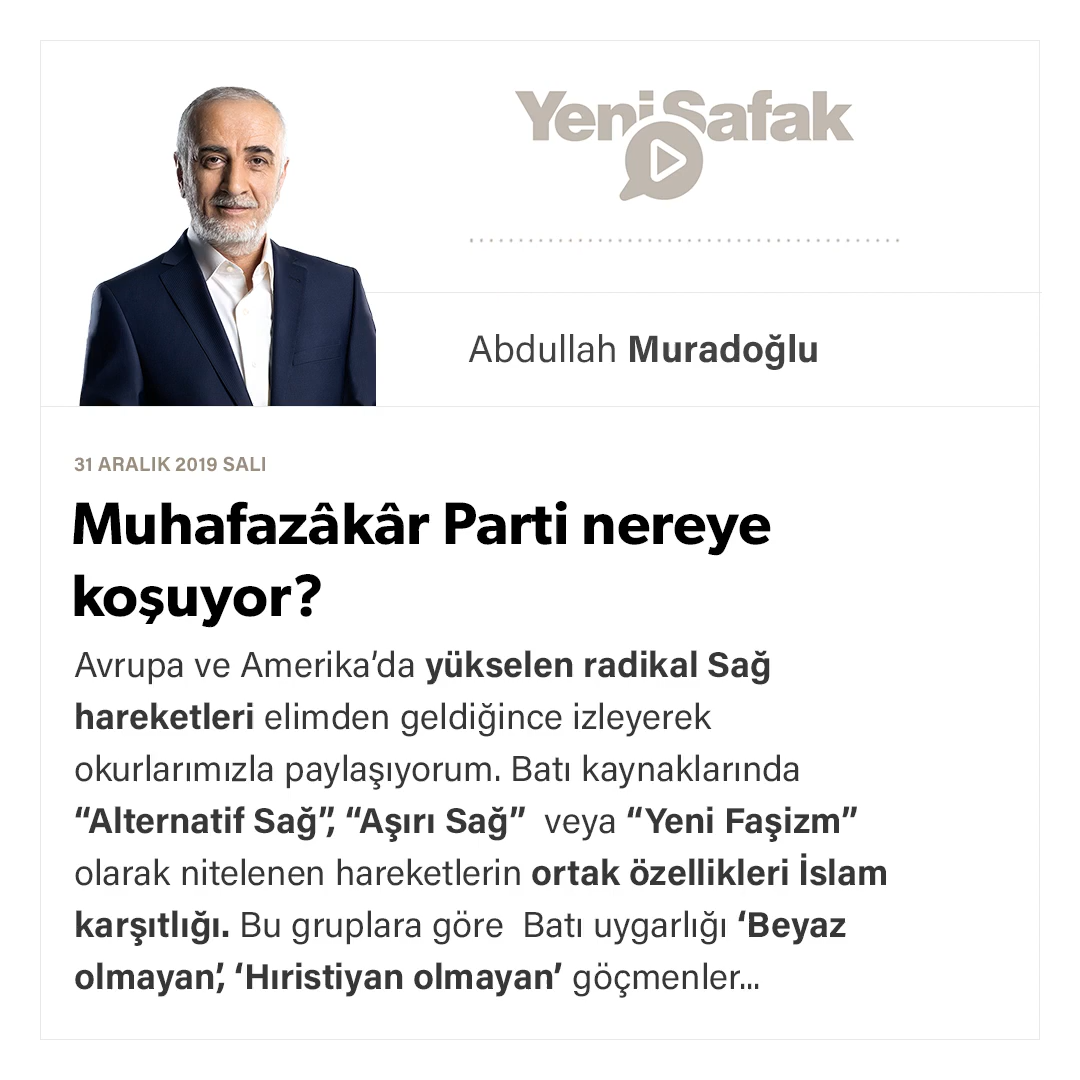 YeniŞafak
Abdullah Muradoğlu
31 ARALIK 2019 SALI
Muhafazâkâr Parti nereye
koşuyor?
Avrupa ve Amerika’da yükselen radikal Sağ
hareketleri elimden geldiğince izleyerek
okurlarımızla paylaşıyorum. Batı kaynaklarında
“Alternatif Sağ”, “Aşırı Sağ”  veya “Yeni Faşizm”
olarak nitelenen hareketlerin ortak özellikleri İslam
karşıtlığı. Bu gruplara göre  Batı uygarlığı ‘Beyaz
olmayan’, ‘Hıristiyan olmayan’ göçmenler...